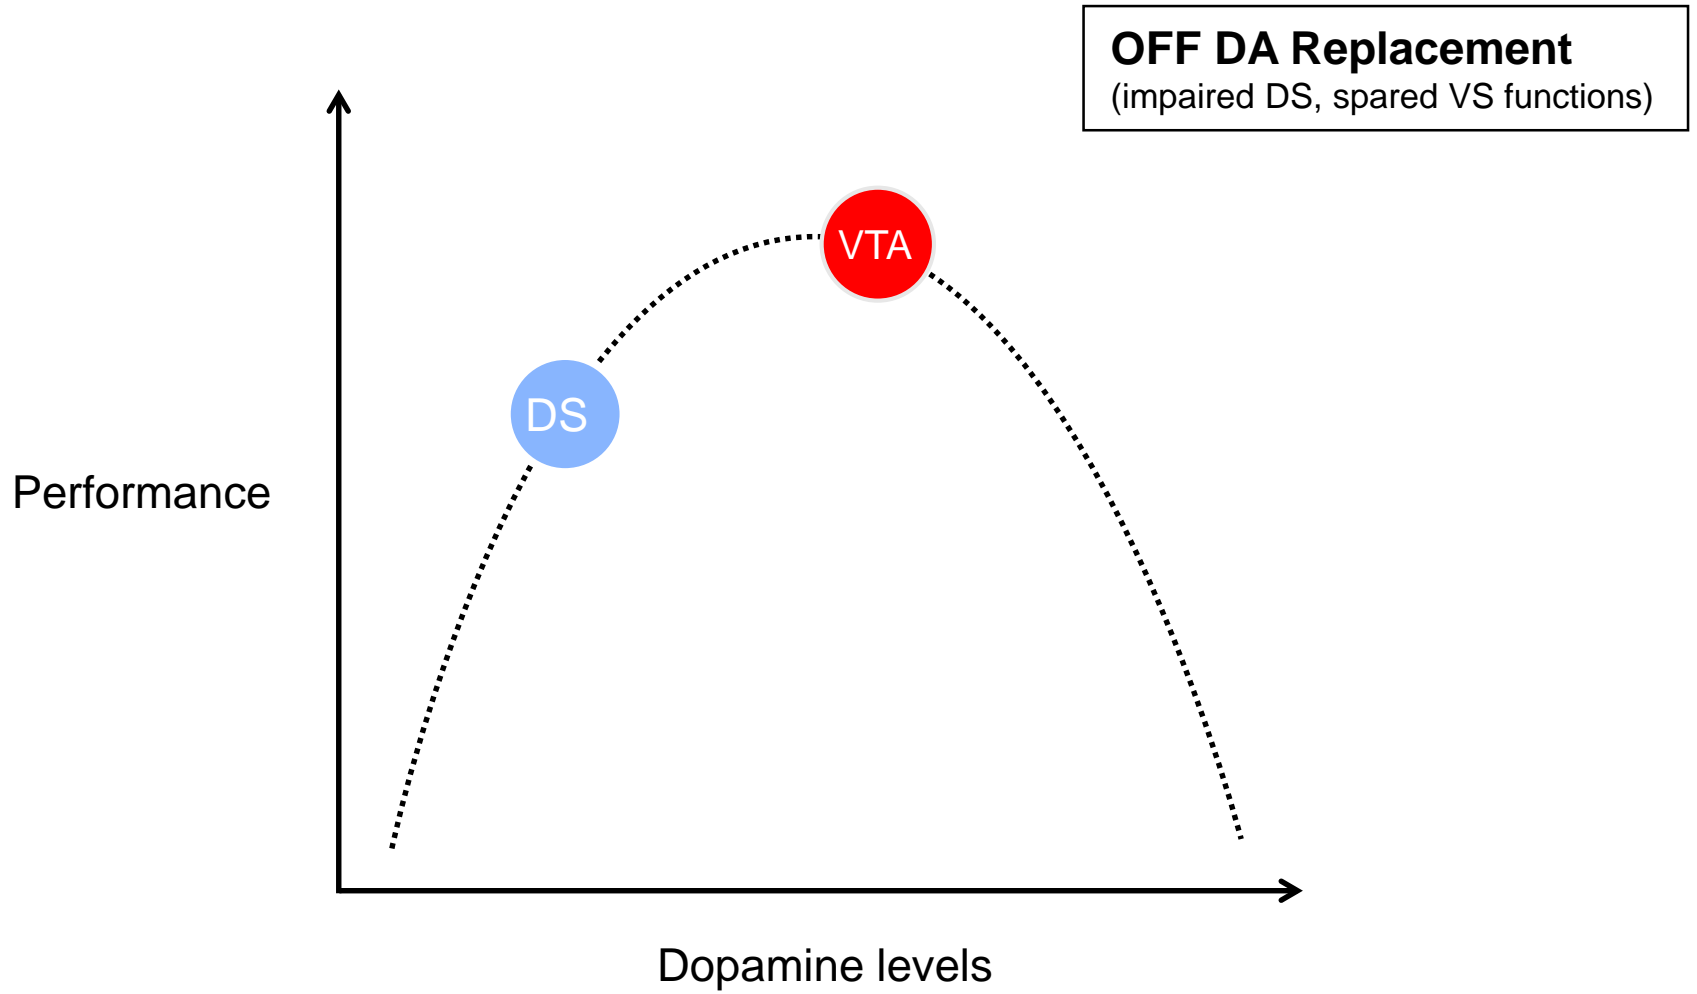 OFF DA Replacement
(impaired DS, spared VS functions)
VTA
DS
Performance
Dopamine levels